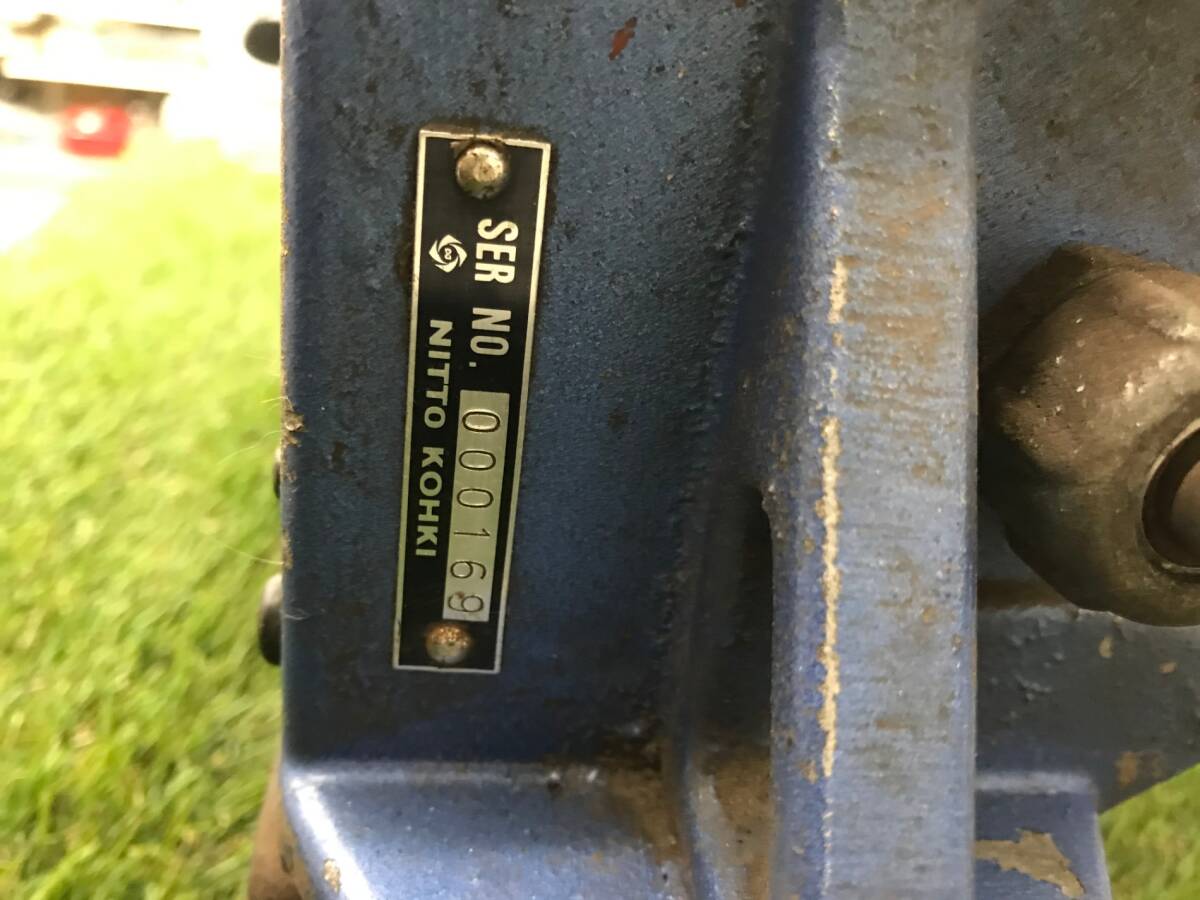 SER NO. 000169
NITTO KOHKI